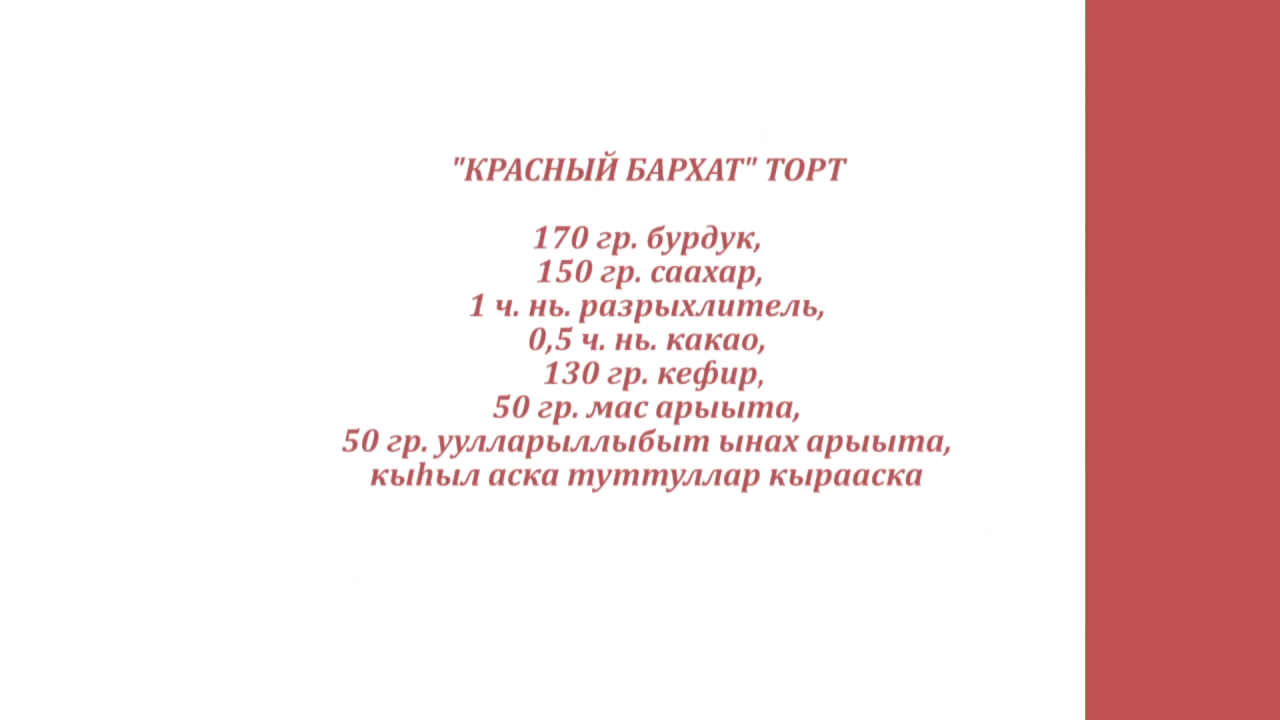 "КРАСНЫЙ БАРХАТ" ТОРТ
170 гр. бурдук,
150 гр. саахар,
1 ч. нь. разрыхлитель,
0,5 ч. нь. какао,
130 гр. кефир,
50 гр. мас арыыта,
50 гр. уулларыллыбыт ынах арыыта,
кыһыл аска туттуллар кырааска